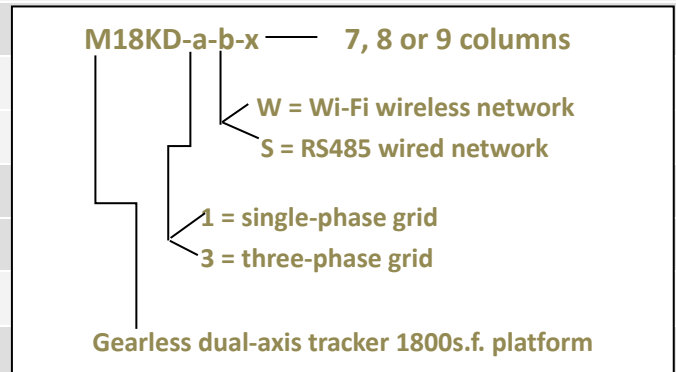 M18KD-a-b-x 7, 8 or 9 columns
W = Wi-Fi wireless network
S = RS485 wired network
1 = single-phase grid
3 = three-phase grid
Gearless dual-axis tracker 1800s.f. platform